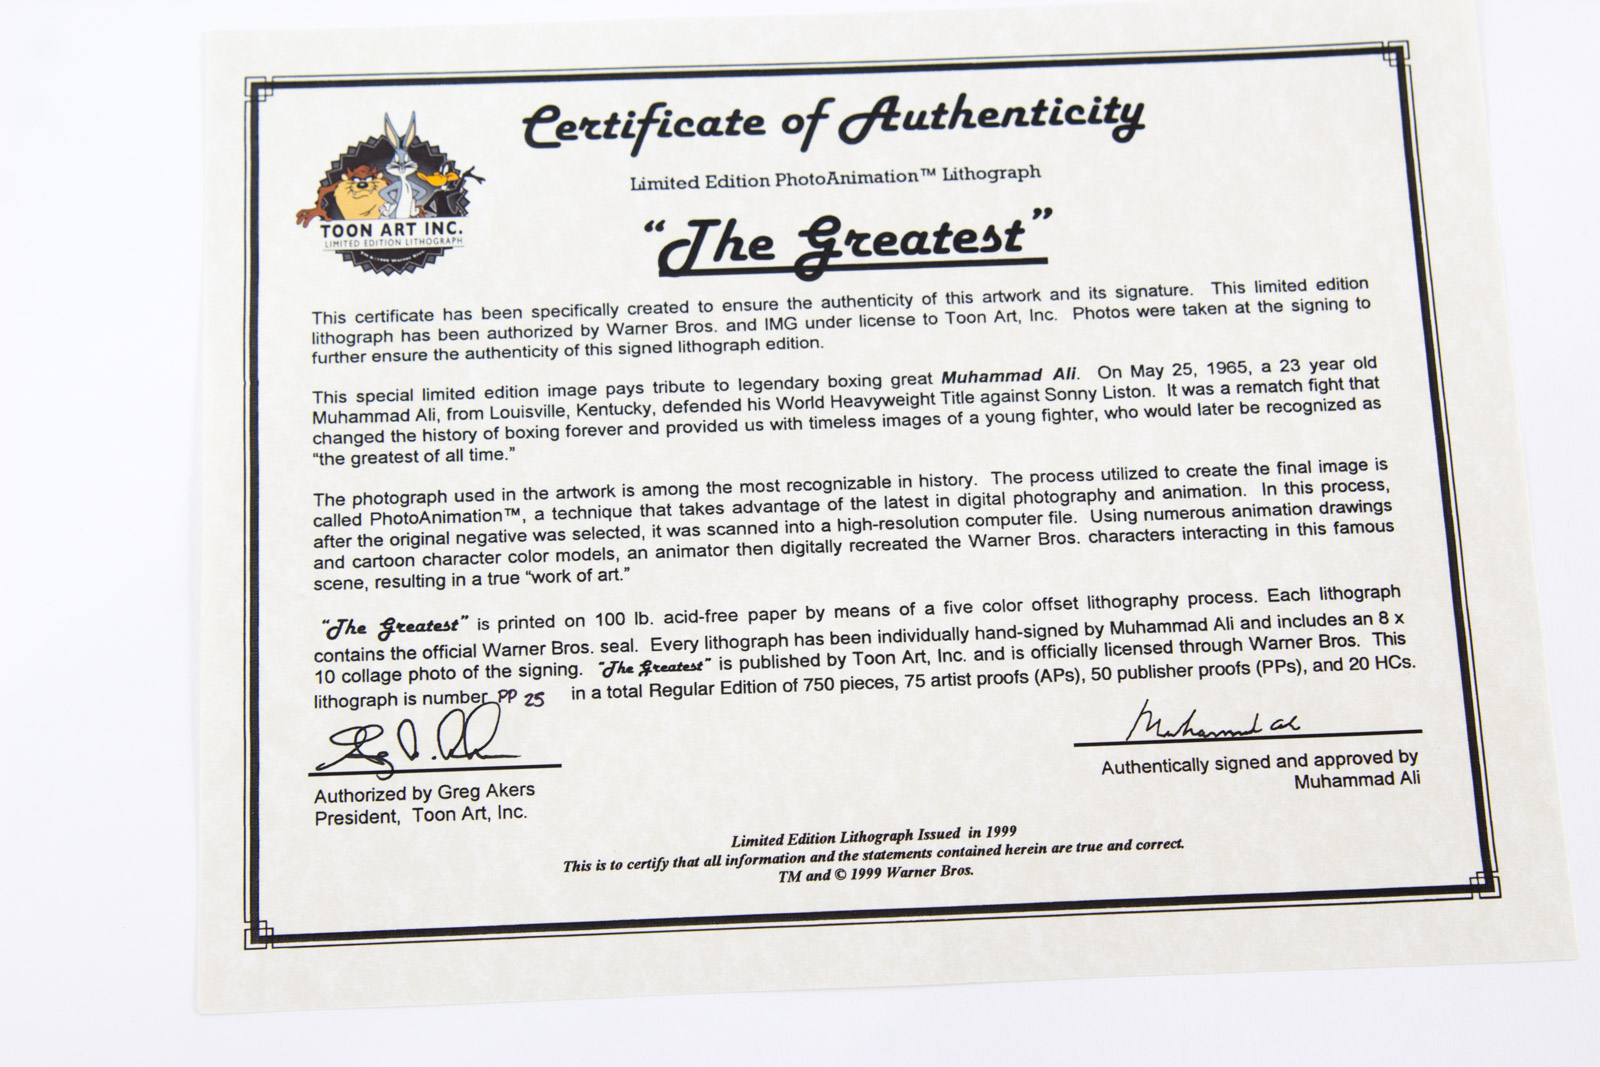 Certificate of Authenticity
Limited Edition PhotoAnimation™ Lithograph
"The Greatest"
TOON ART INC.
LIMITED EDITION LITHOGRAPH
This certificate has been specifically created to ensure the authenticity of this artwork and its signature. This limited edition
lithograph has been authorized by Warner Bros. and IMG under license to Toon Art, Inc. Photos were taken at the signing to
further ensure the authenticity of this signed lithograph edition.
This special limited edition image pays tribute to legendary boxing great Muhammad Ali. On May 25, 1965, a 23 year old
Muhammad Ali, from Louisville, Kentucky, defended his World Heavyweight Title against Sonny Liston. It was a rematch fight that
changed the history of boxing forever and provided us with timeless images of a young fighter, who would later be recognized as
“the greatest of all time.”
The photograph used in the artwork is among the most recognizable in history. The process utilized to create the final image is
called PhotoAnimation™, a technique that takes advantage of the latest in digital photography and animation. In this process,
after the original negative was selected, it was scanned into a high-resolution computer file. Using numerous animation drawings
and cartoon character color models, an animator then digitally recreated the Warner Bros. characters interacting in this famous
scene, resulting in a true “work of art.”
"The Greatest" is printed on 100 lb. acid-free paper by means of a five color offset lithography process. Each lithograph
contains the official Warner Bros. seal. Every lithograph has been individually hand-signed by Muhammad Ali and includes an 8 x
10 collage photo of the signing. "The Greatest" is published by Toon Art, Inc. and is officially licensed through Warner Bros. This
lithograph is number PP 25 in a total Regular Edition of 750 pieces, 75 artist proofs (APs), 50 publisher proofs (PPs), and 20 HCs.
Muhammad Ali
Authorized by Greg Akers
President, Toon Art, Inc.
Authentically signed and approved by
Muhammad Ali
Limited Edition Lithograph Issued in 1999
This is to certify that all information and the statements contained herein are true and correct.
TM and © 1999 Warner Bros.